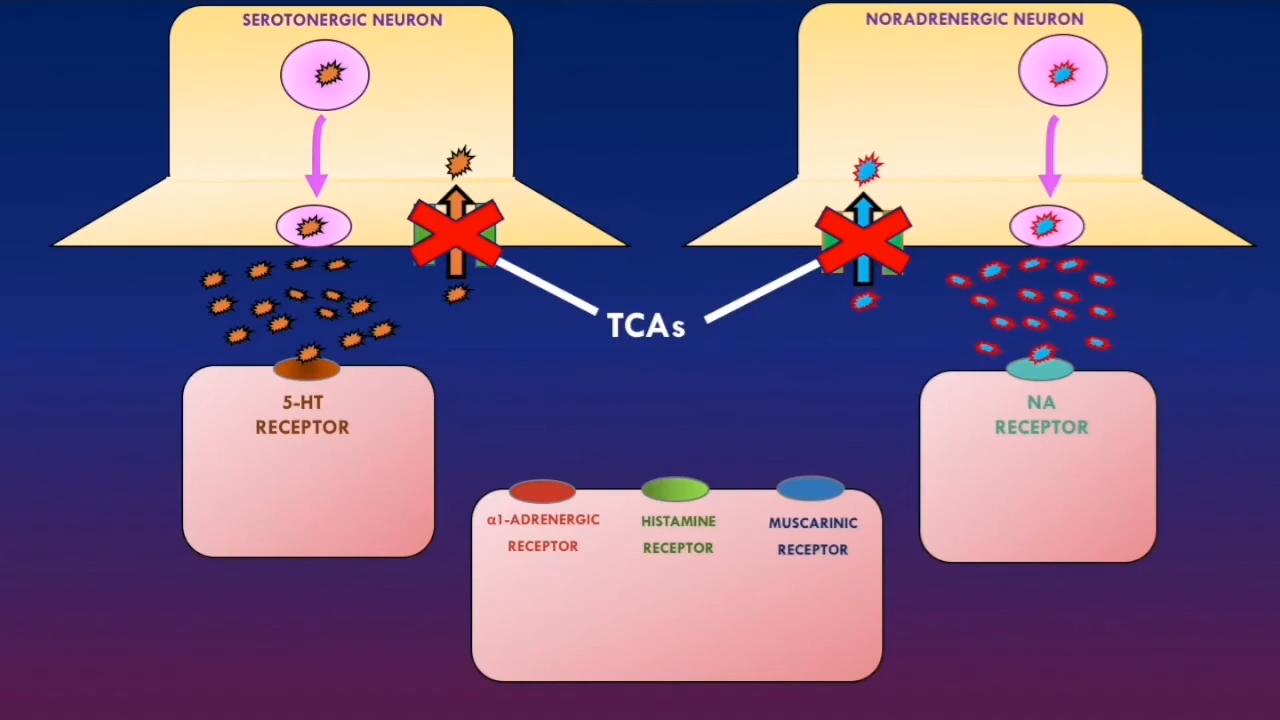 SEROTONERGIC NEURON
NORADRENERGIC NEURON
TCAs
5-HT
RECEPTOR
NA
RECEPTOR
α1-ADRENERGIC
RECEPTOR
HISTAMINE
RECEPTOR
MUSCARINIC
RECEPTOR